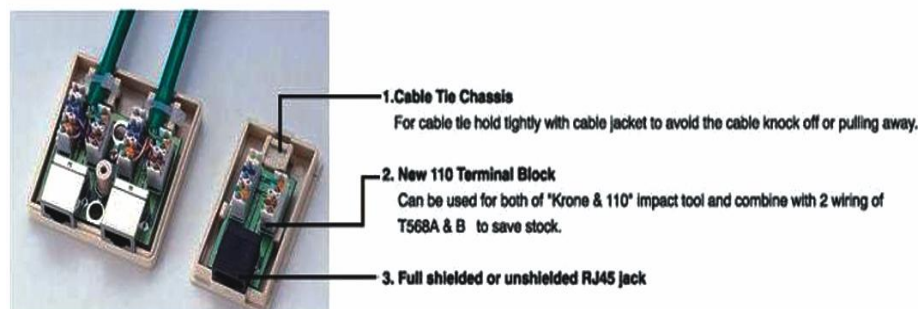 1.Cable Tie Chassis
For cable tie hold tightly with cable jacket to avoid the cable knock off or pulling away.
2. New 110 Terminal Block
Can be used for both of "Krone & 110" impact tool and combine with 2 wiring of
T568A & B to save stock.
3. Full shielded or unshielded RJ45 jack